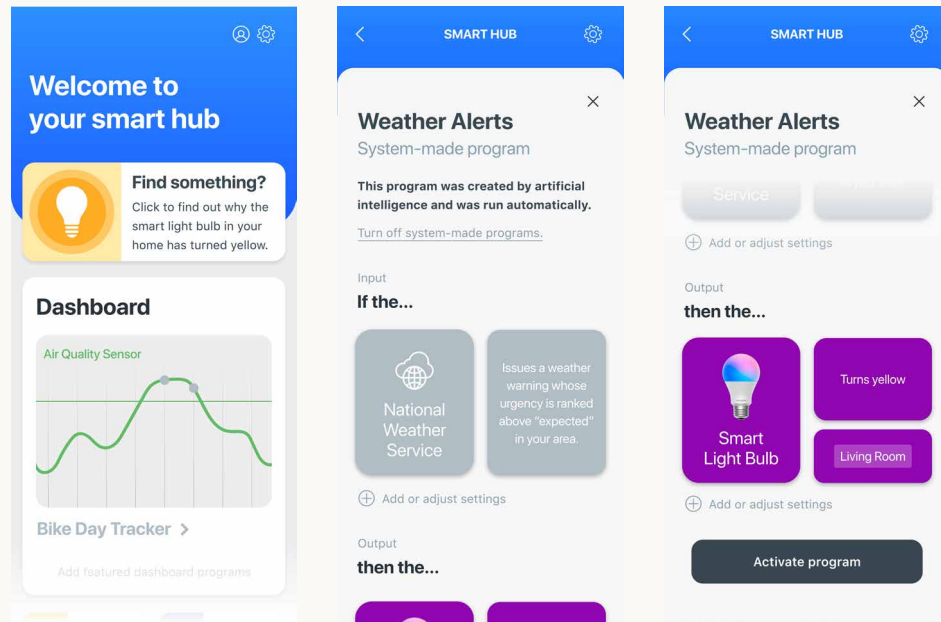 Welcome to
your smart hub
Find something?
Click to find out why the
smart light bulb in your
home has turned yellow.
Dashboard
Air Quality Sensor
Bike Day Tracker >
Add featured dashboard programs
SMART HUB
Weather Alerts
System-made program
This program was created by artificial
intelligence and was run automatically.
Turn off system-made programs.
Input
If the...
National
Weather
Service
Issues a weather
warning whose
urgency is ranked
above “expected”
in your area.
Add or adjust settings
Output
then the...
SMART HUB
Weather Alerts
System-made program
Service
Add or adjust settings
Output
then the...
Smart
Light Bulb
Turns yellow
Living Room
Add or adjust settings
Activate program